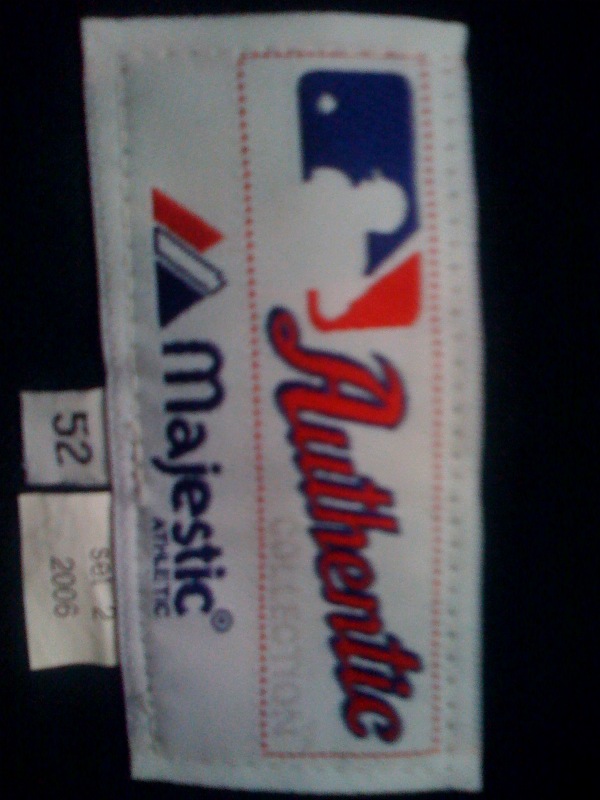 Authentic
COLLECTION
majestic®
ATHLETIC
52
set 2
2006